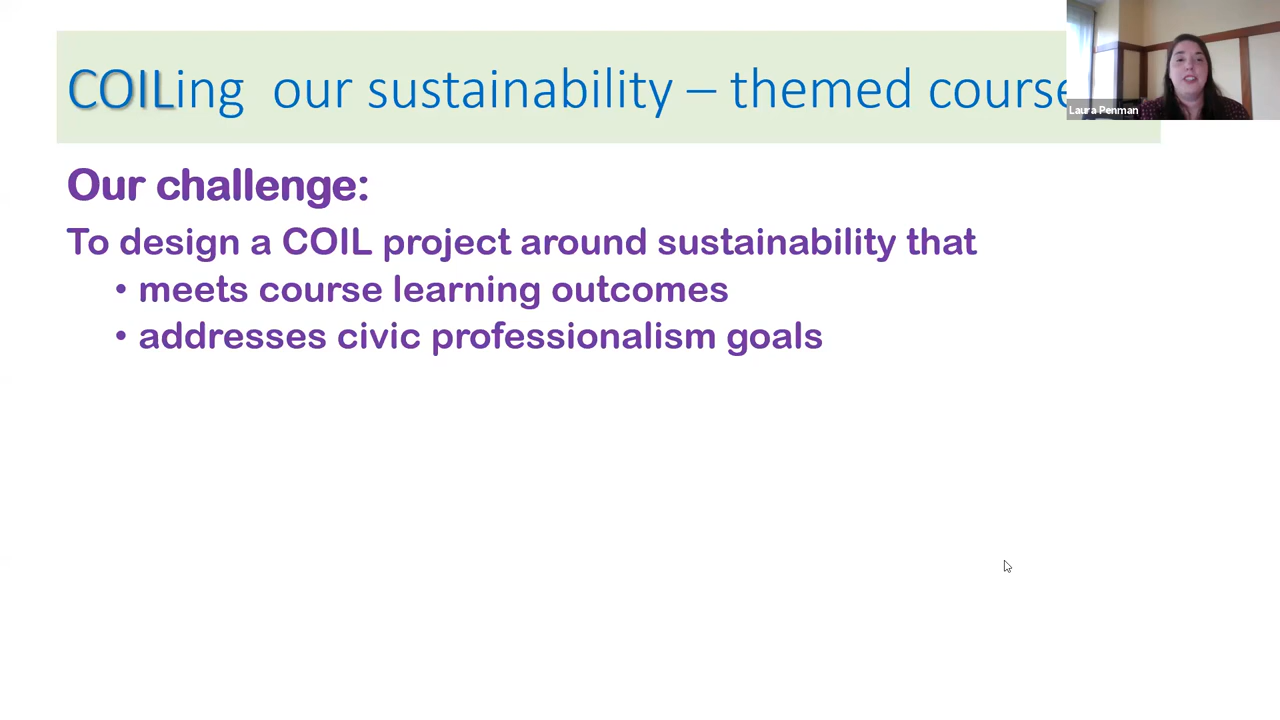 COILing our sustainability – themed course
Laura Penman
Our challenge:
To design a COIL project around sustainability that
• meets course learning outcomes
• addresses civic professionalism goals